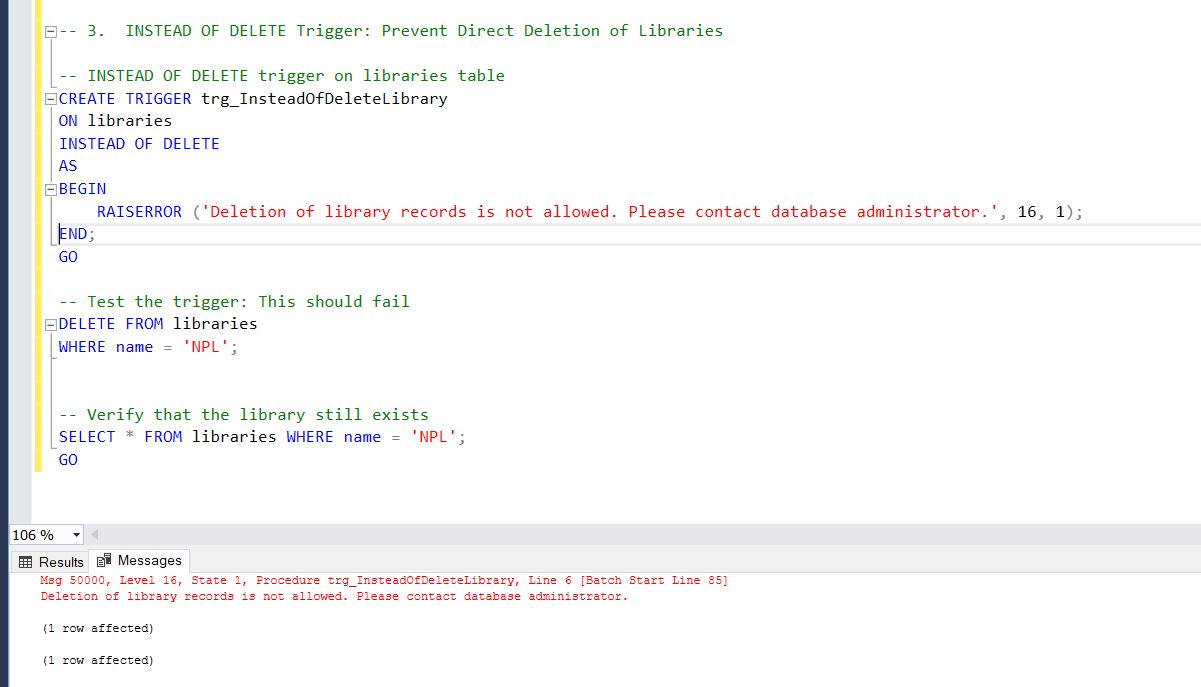 -- 3.  INSTEAD OF DELETE Trigger: Prevent Direct Deletion of Libraries
-- INSTEAD OF DELETE trigger on libraries table
CREATE TRIGGER trg_InsteadOfDeleteLibrary
ON libraries
INSTEAD OF DELETE
AS
BEGIN
    RAISERROR ('Deletion of library records is not allowed. Please contact database administrator.', 16, 1);
END;
GO
-- Test the trigger: This should fail
DELETE FROM libraries
WHERE name = 'NPL';
-- Verify that the library still exists
SELECT * FROM libraries WHERE name = 'NPL';
GO
106 %
Results Messages
Msg 50000, Level 16, State 1, Procedure trg_InsteadOfDeleteLibrary, Line 6 [Batch Start Line 85]
Deletion of library records is not allowed. Please contact database administrator.
(1 row affected)
(1 row affected)